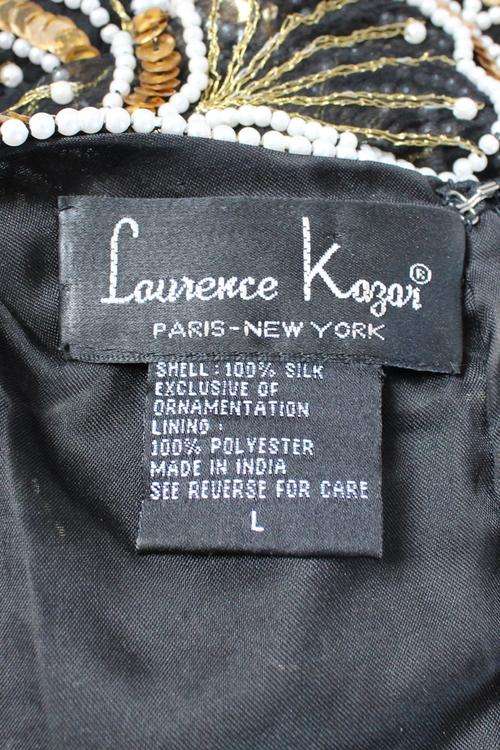 Laurence Kazar®
PARIS-NEW YORK
SHELL: 100% SILK
EXCLUSIVE OF
ORNAMENTATION
LINING:
100% POLYESTER
MADE IN INDIA
SEE REVERSE FOR CARE
L